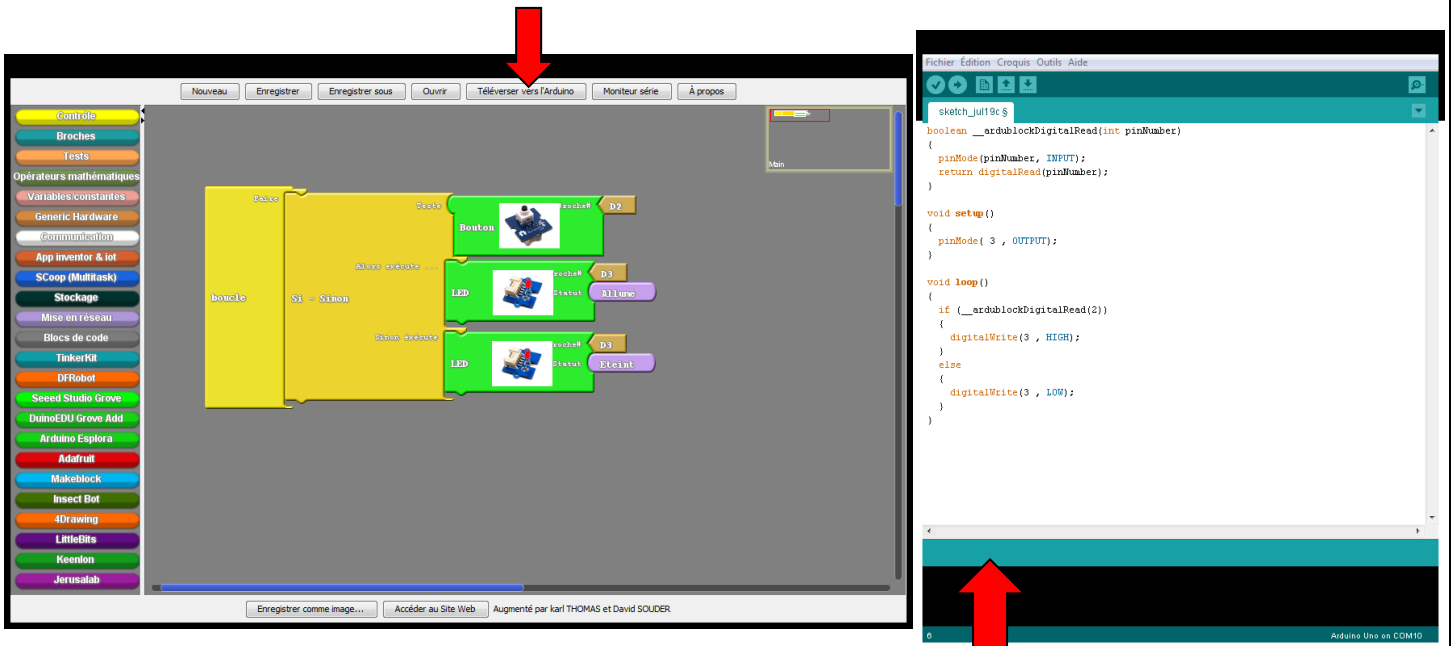 Nouveau Enregistrer Enregistrer sous Ouvrir Téléverser vers l'Arduino Moniteur série À propos
Contrôle
Broches
Tests
Opérateurs mathématiques
Variables/constantes
Generic Hardware
Communication
App inventor & iot
SCoop (Multitask)
Stockage
Mise en réseau
Blocs de code
TinkerKit
DFRobot
Seeed Studio Grove
DuinoEDU Grove Add
Arduino Esplora
Adafruit
Makeblock
Insect Bot
4Drawing
LittleBits
Keenlon
Jerusalab
Main
boucle
Faire
Si - Sinon
Teste
Bouton
D2
Alors exécute ...
LED
D3
Statut Allumé
Sinon exécute
LED
D3
Statut Eteint
Enregistrer comme image... Accéder au Site Web Augmenté par karl THOMAS et David SOUDER
Fichier Édition Croquis Outils Aide
sketch_jul19c §
boolean __ardublockDigitalRead(int pinNumber)
{
pinMode(pinNumber, INPUT);
return digitalRead(pinNumber);
}
void setup()
{
pinMode( 3 , OUTPUT);
}
void loop()
{
if (__ardublockDigitalRead(2))
{
digitalWrite(3 , HIGH);
}
else
{
digitalWrite(3 , LOW);
}
}
6 Arduino Uno on COM10